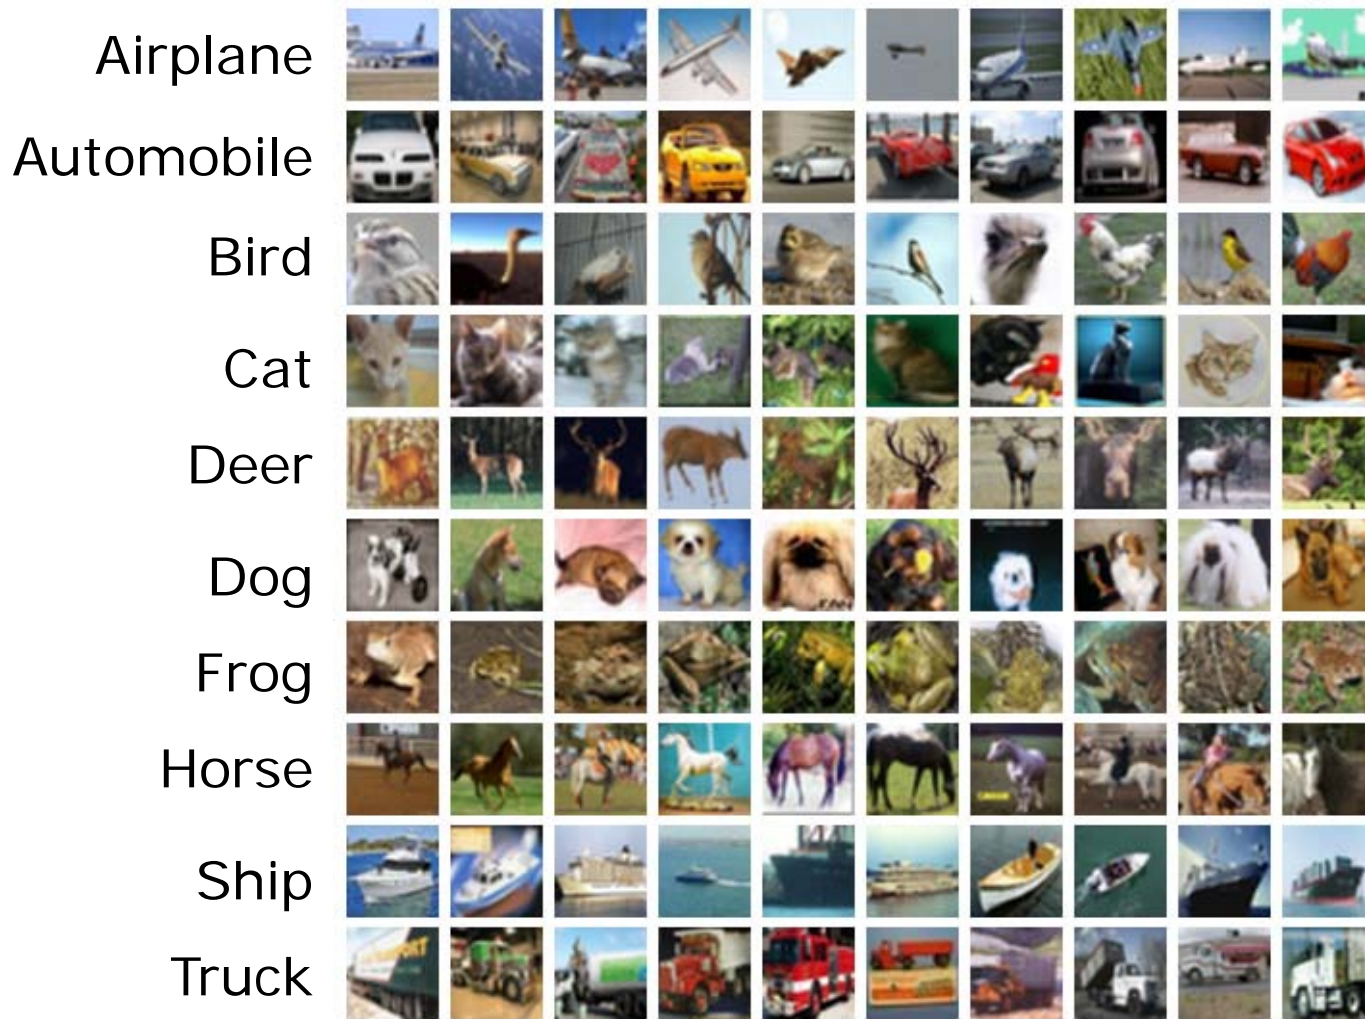 Airplane
Automobile
Bird
Cat
Deer
Dog
Frog
Horse
Ship
Truck